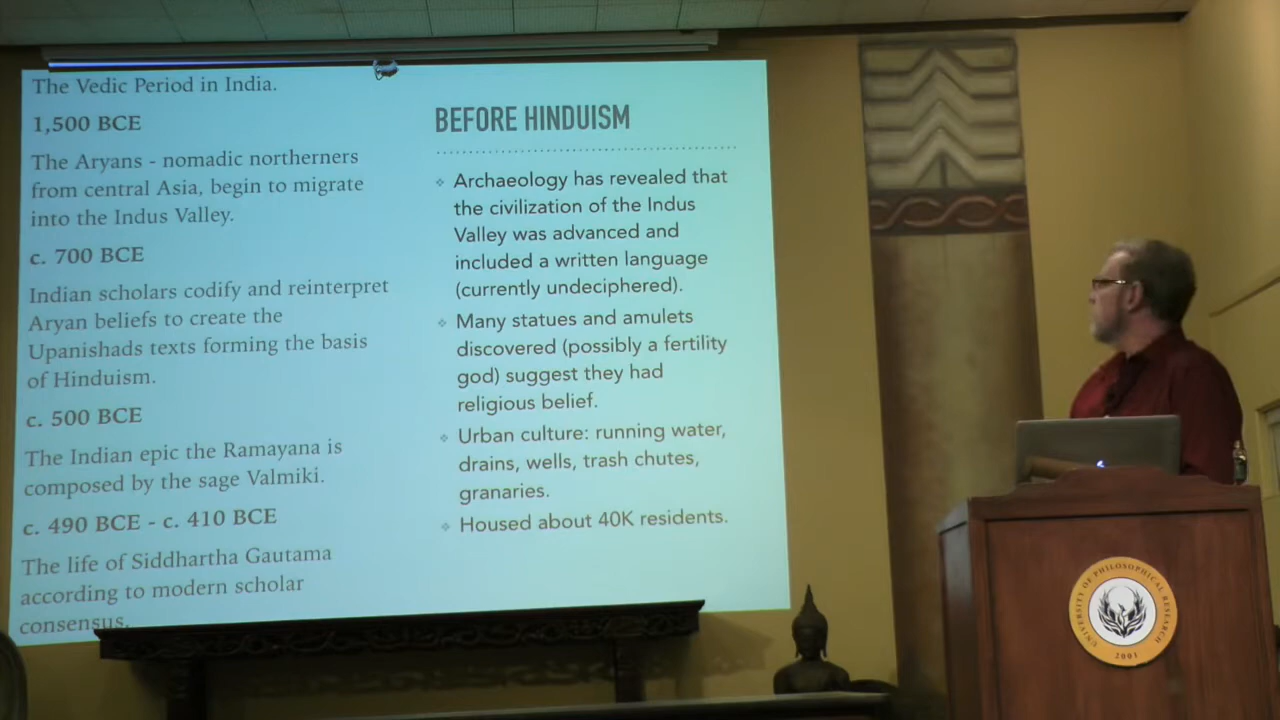 The Vedic Period in India.
1,500 BCE
The Aryans - nomadic northerners
from central Asia, begin to migrate
into the Indus Valley.
c. 700 BCE
Indian scholars codify and reinterpret
Aryan beliefs to create the
Upanishads texts forming the basis
of Hinduism.
c. 500 BCE
The Indian epic the Ramayana is
composed by the sage Valmiki.
c. 490 BCE - c. 410 BCE
The life of Siddhartha Gautama
according to modern scholar
consensus.
BEFORE HINDUISM
Archaeology has revealed that
the civilization of the Indus
Valley was advanced and
included a written language
(currently undeciphered).
Many statues and amulets
discovered (possibly a fertility
god) suggest they had
religious belief.
Urban culture: running water,
drains, wells, trash chutes,
granaries.
Housed about 40K residents.
UNIVERSITY OF PHILOSOPHICAL RESEARCH
2001